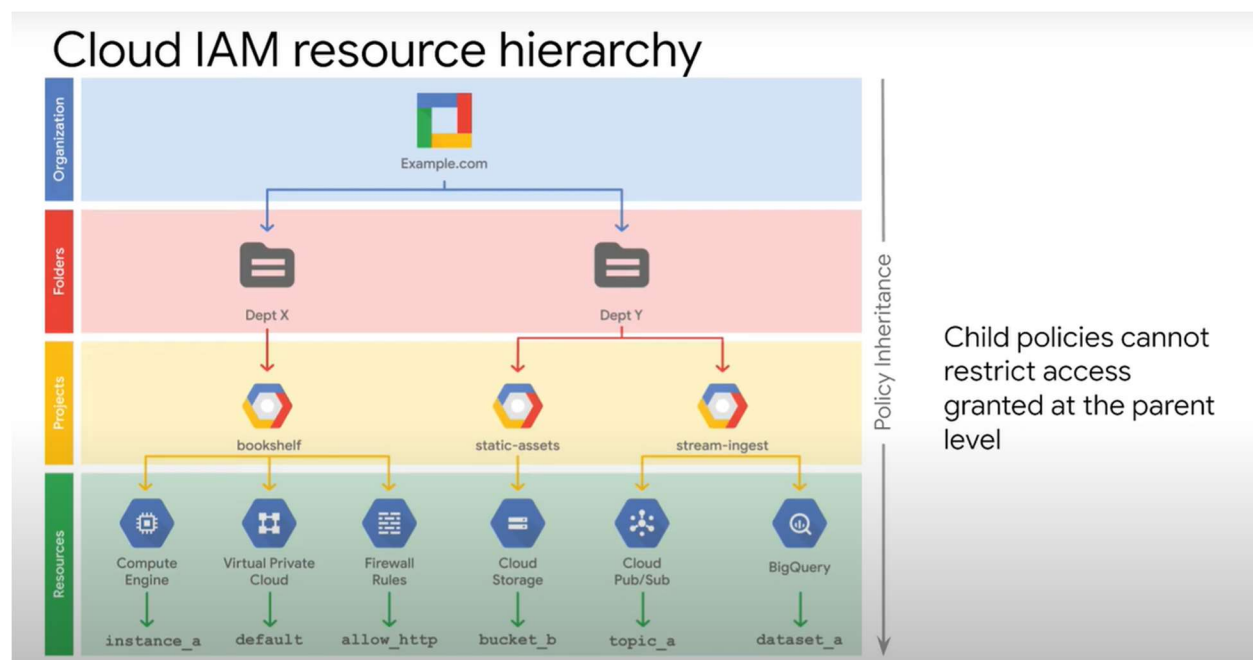 Cloud IAM resource hierarchy
Organization
Example.com
Folders
Dept X
Dept Y
Projects
bookshelf
static-assets
stream-ingest
Resources
Compute
Engine
Virtual Private
Cloud
Firewall
Rules
Cloud
Storage
Cloud
Pub/Sub
BigQuery
instance_a
default
allow_http
bucket_b
topic_a
dataset_a
Policy Inheritance
Child policies cannot
restrict access
granted at the parent
level